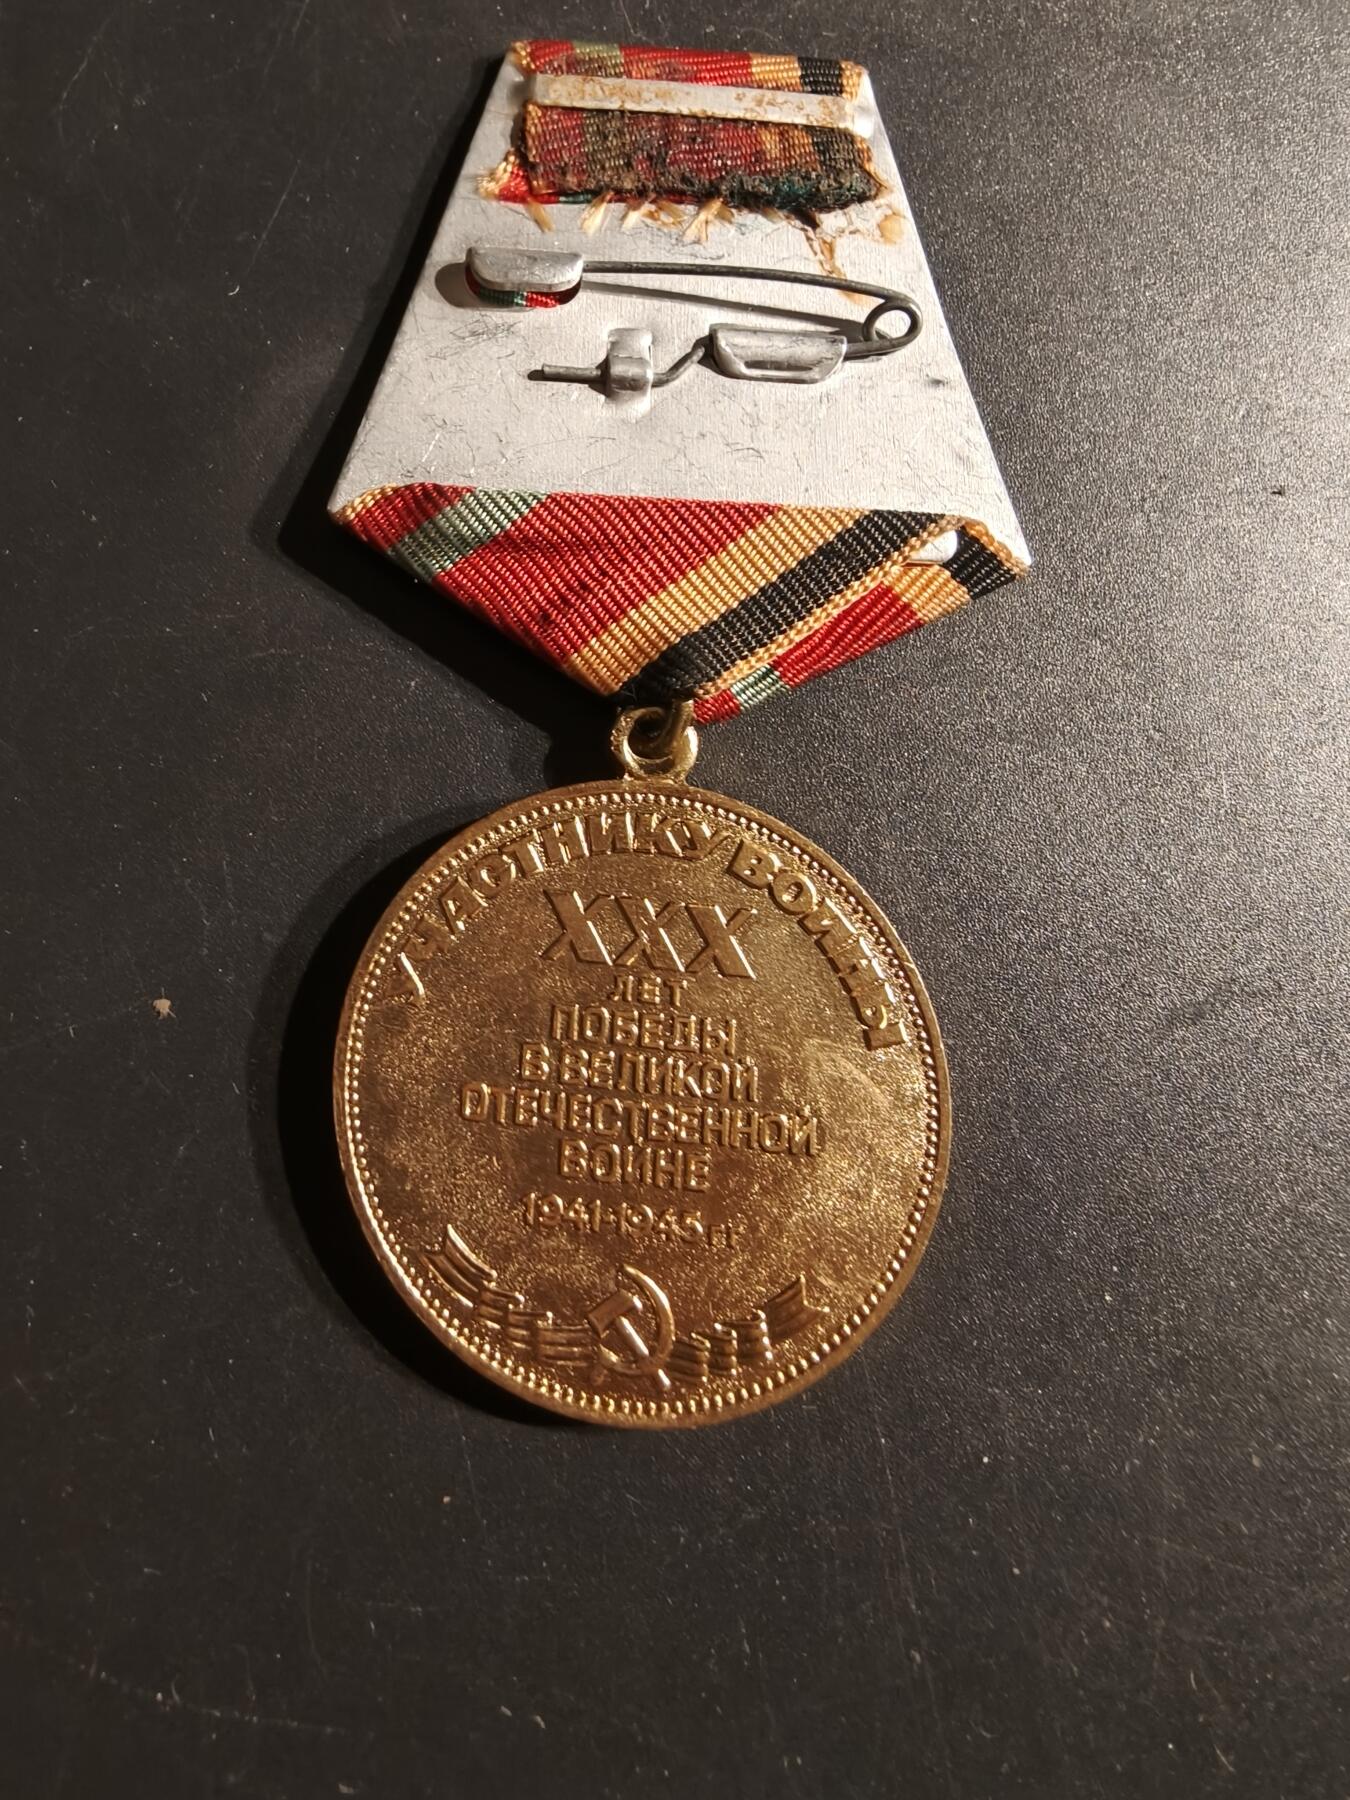 УЧАСТНИКУ ВОЙНЫ
XXX
ЛЕТ
ПОБЕДЫ
В ВЕЛИКОЙ
ОТЕЧЕСТВЕННОЙ
ВОЙНЕ
1941-1945 гг